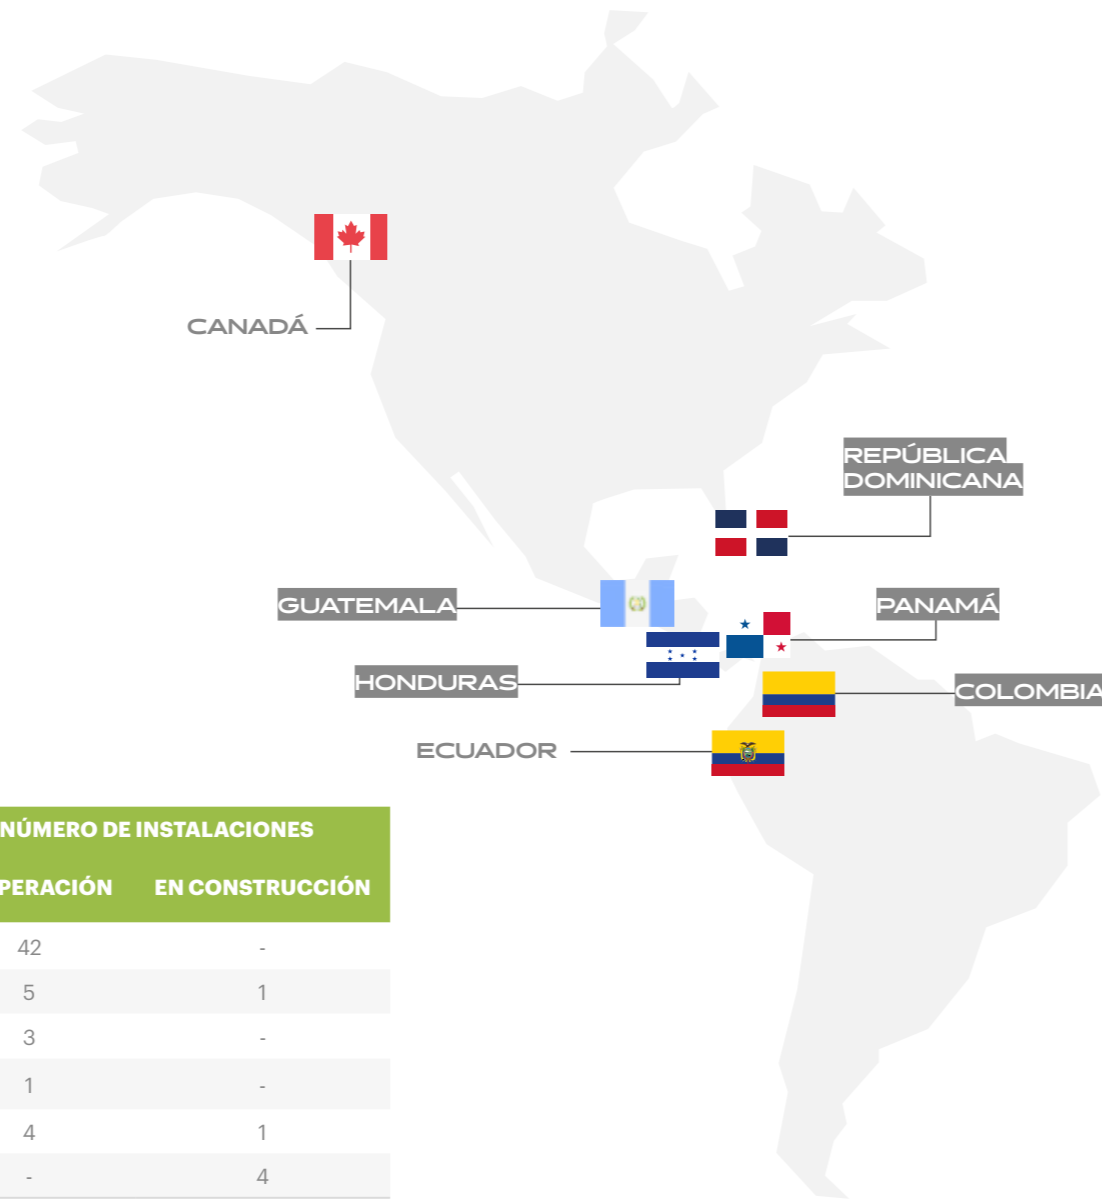 CANADÁ
REPÚBLICA
DOMINICANA
GUATEMALA
PANAMÁ
HONDURAS
COLOMBIA
ECUADOR
NÚMERO DE INSTALACIONES
PERACIÓN EN CONSTRUCCIÓN
42 -
5 1
3 -
1 -
4 1
- 4